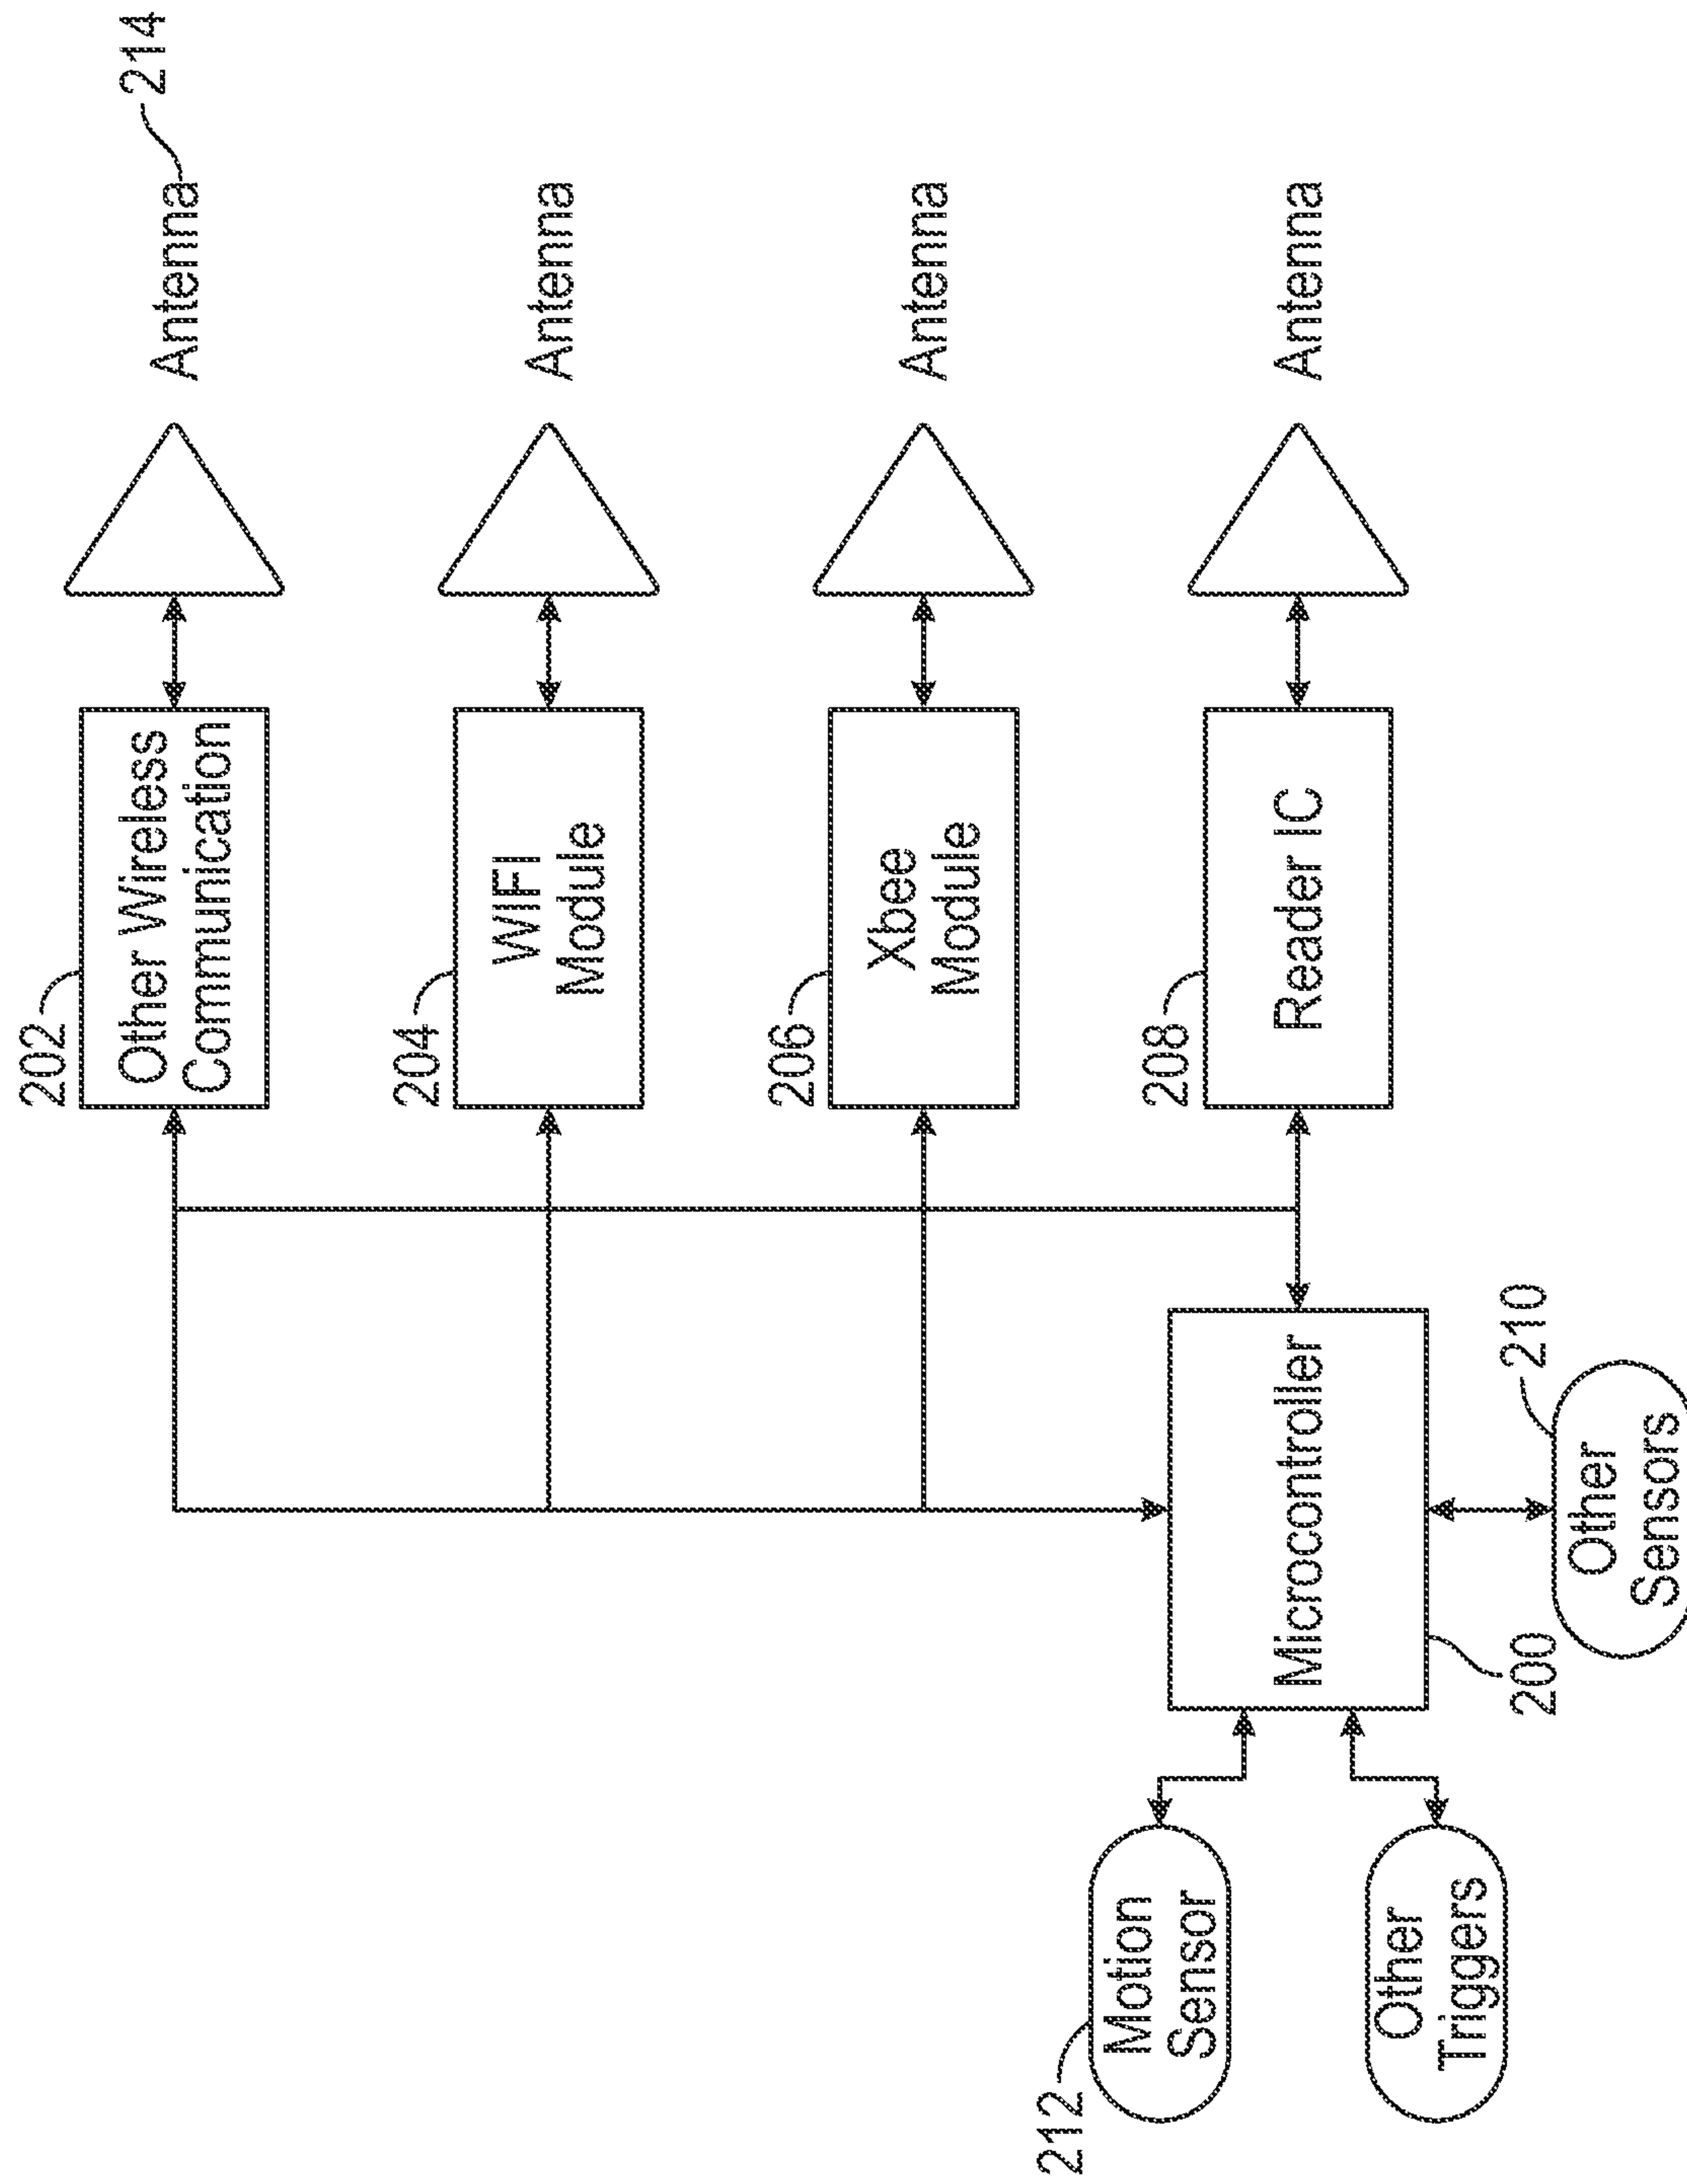 202
Other Wireless
Communication
Antenna
214
204
WIFI
Module
Antenna
206
Xbee
Module
Antenna
208
Reader IC
Antenna
212
Motion
Sensor
Other
Triggers
Microcontroller
200
Other
Sensors
210